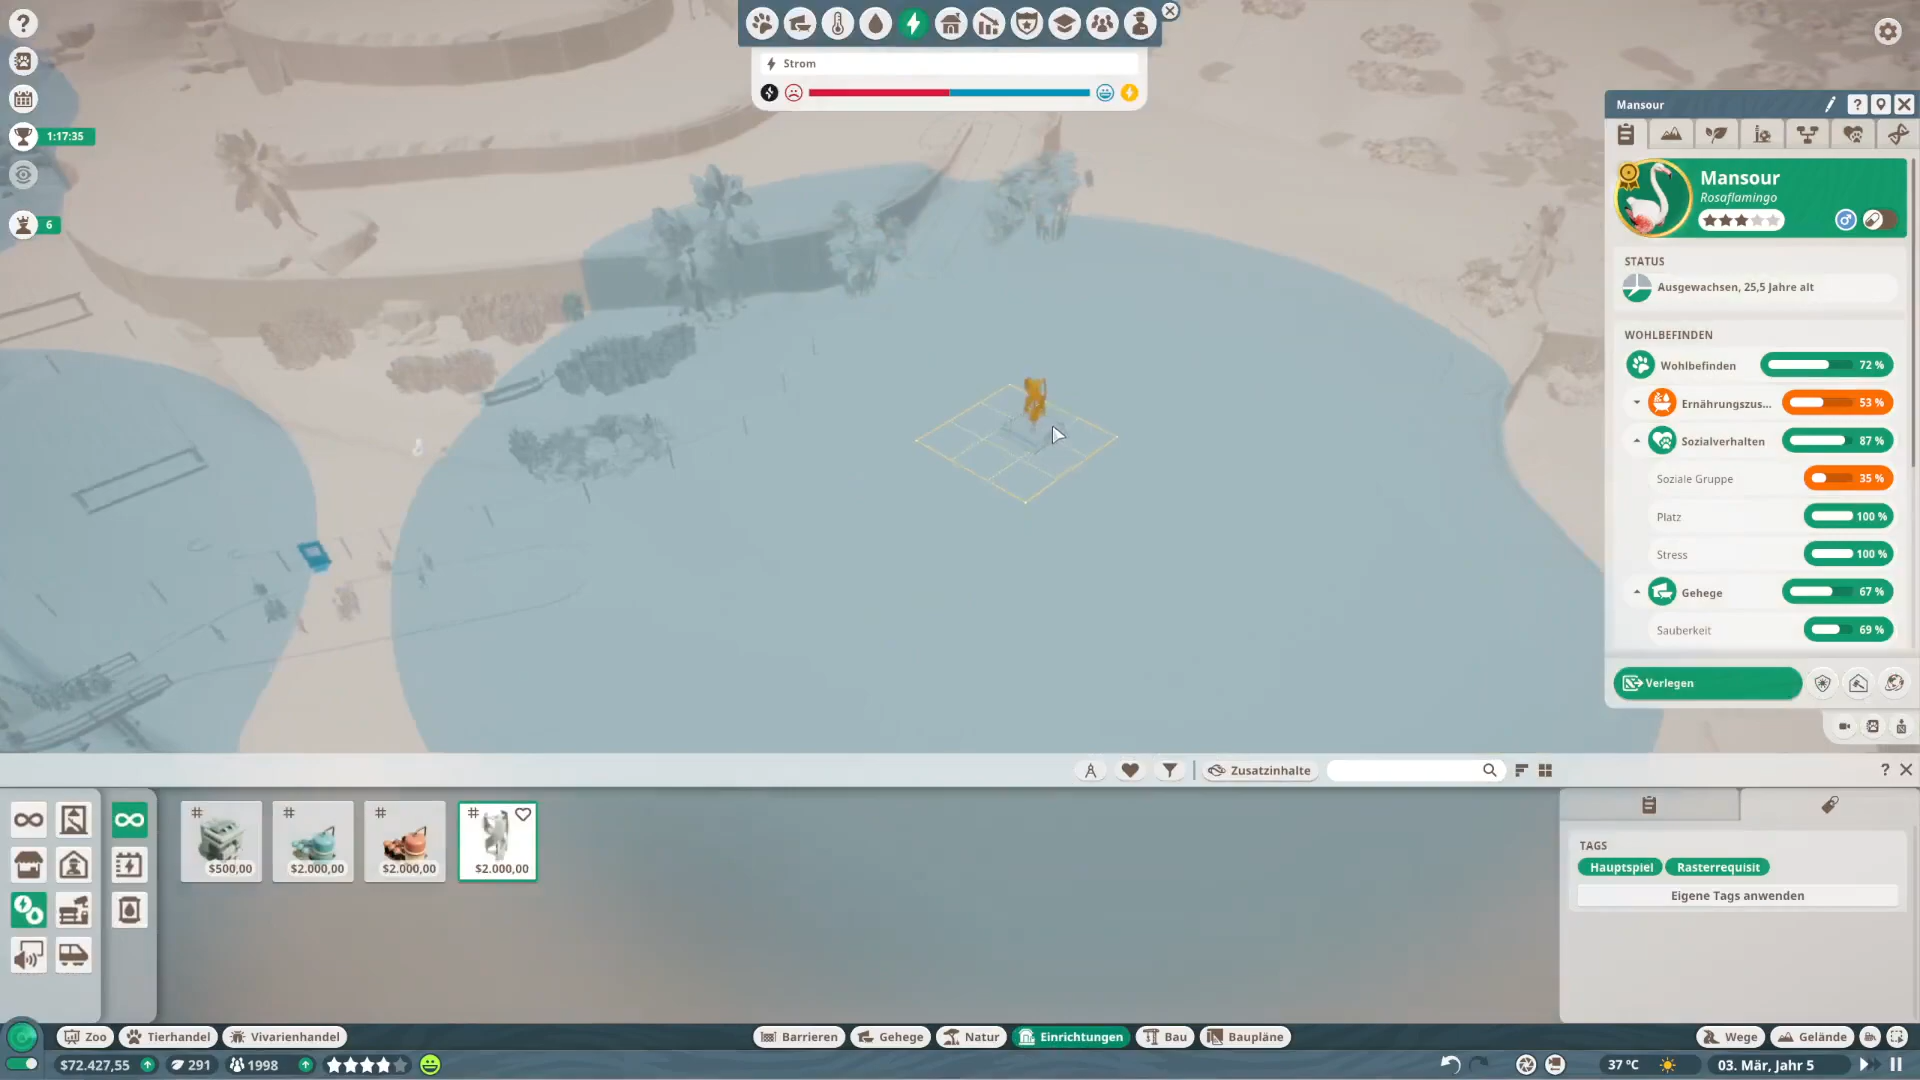 Strom
1:17:35
6
Mansour
Mansour
Rosaflamingo
STATUS
Ausgewachsen, 25,5 Jahre alt
WOHLBEFINDEN
Wohlbefinden 72 %
Ernährungszus... 53 %
Sozialverhalten 87 %
Soziale Gruppe 35 %
Platz 100 %
Stress 100 %
Gehege 67 %
Sauberkeit 69 %
Verlegen
Zusatzinhalte
$500,00 $2.000,00 $2.000,00 $2.000,00
TAGS
Hauptspiel Rasterrequisit
Eigene Tags anwenden
Zoo Tierhandel Vivarienhandel Barrieren Gehege Natur Einrichtungen Bau Baupläne Wege Gelände
$72.427,55 291 1998 37 °C 03. Mär, Jahr 5